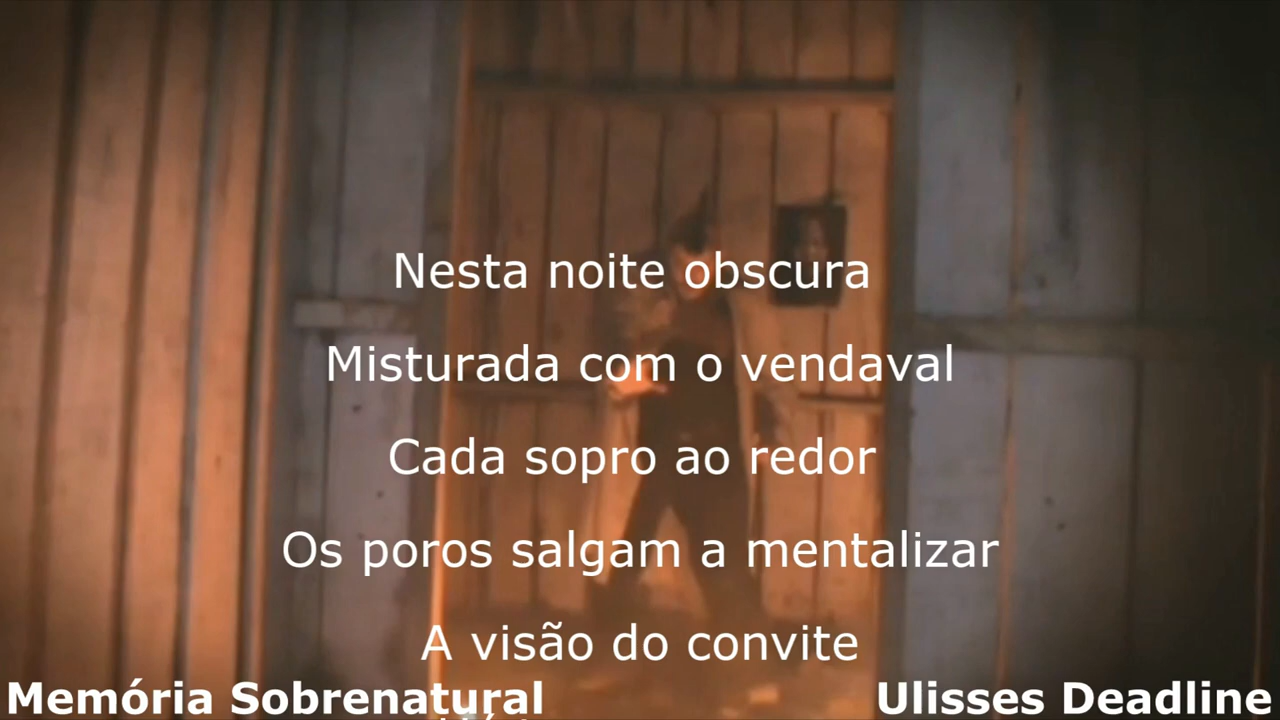 Nesta noite obscura
Misturada com o vendaval
Cada sopro ao redor
Os poros salgam a mentalizar
A visão do convite
Memória Sobrenatural
Ulisses Deadline